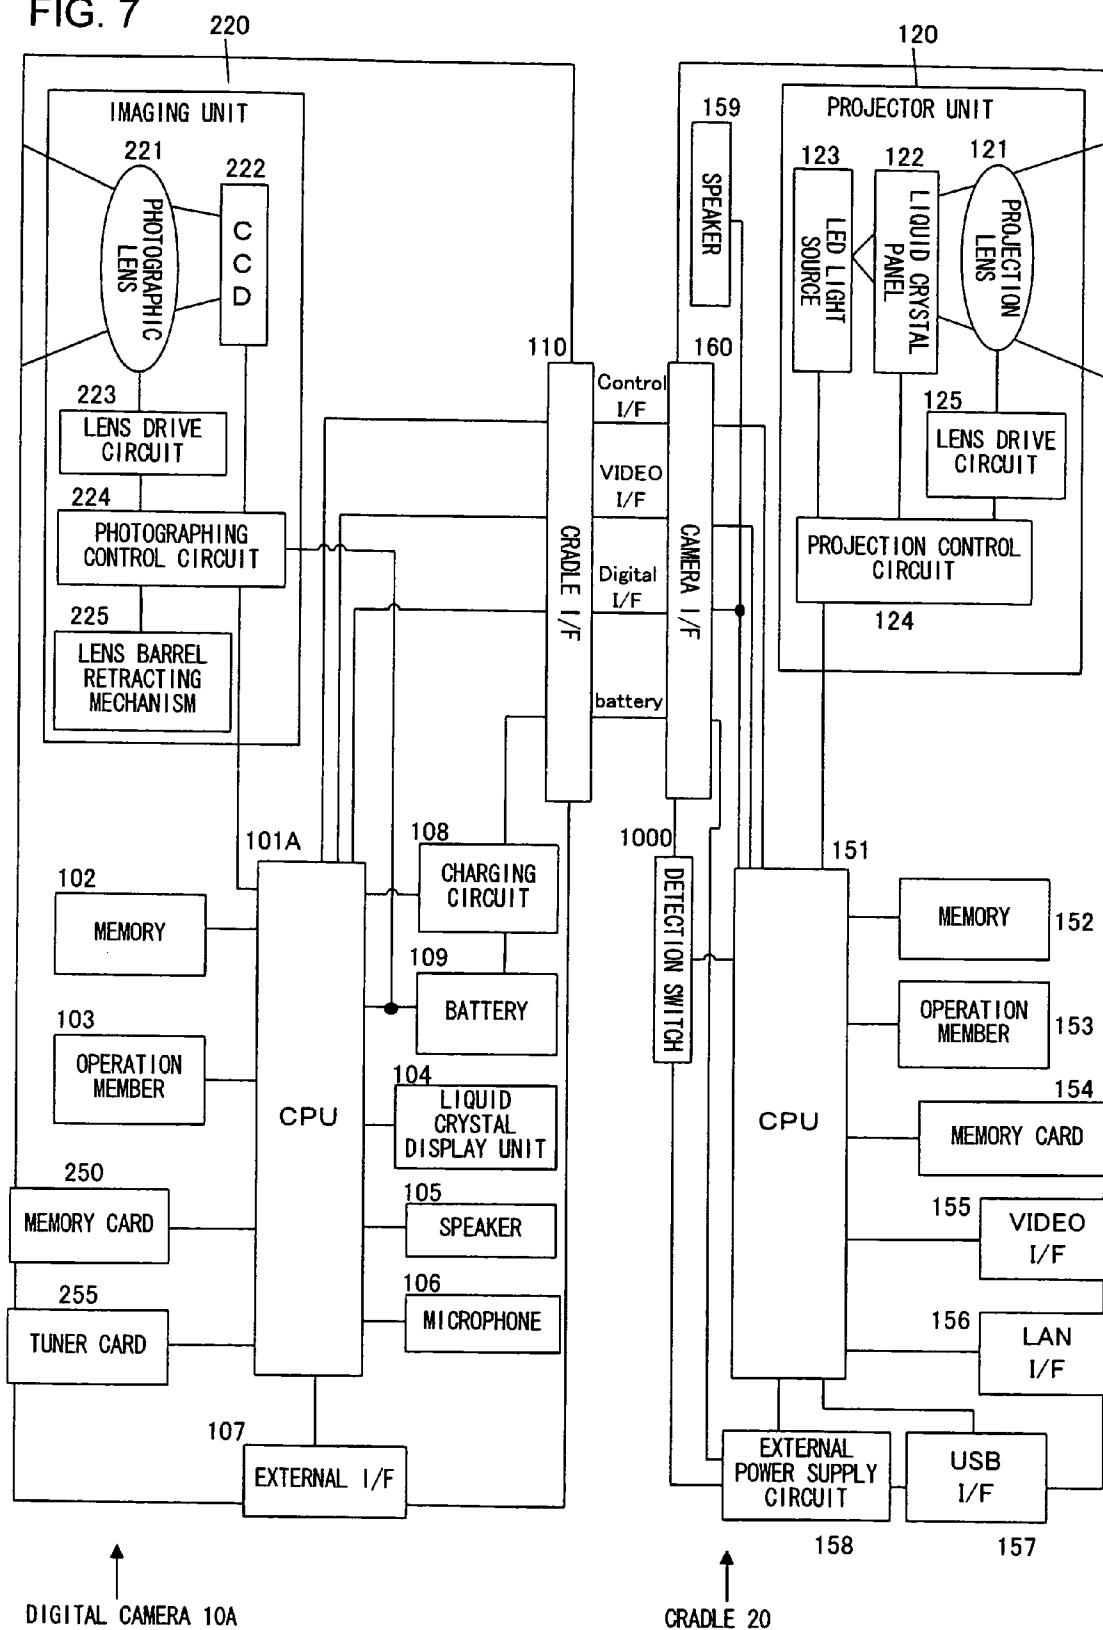 FIG. 7
220
IMAGING UNIT
221
PHOTOGRAPHIC
LENS
222
CCD
223
LENS DRIVE
CIRCUIT
224
PHOTOGRAPHING
CONTROL CIRCUIT
225
LENS BARREL
RETRACTING
MECHANISM
110
CRADLE I/F
Control
I/F
VIDEO
I/F
Digital
I/F
battery
160
CAMERA I/F
120
PROJECTOR UNIT
159
SPEAKER
123
LED LIGHT
SOURCE
122
LIQUID CRYSTAL
PANEL
121
PROJECTION
LENS
125
LENS DRIVE
CIRCUIT
PROJECTION CONTROL
CIRCUIT
124
101A
CPU
102
MEMORY
103
OPERATION
MEMBER
250
MEMORY CARD
255
TUNER CARD
108
CHARGING
CIRCUIT
109
BATTERY
104
LIQUID
CRYSTAL
DISPLAY UNIT
105
SPEAKER
106
MICROPHONE
107
EXTERNAL I/F
1000
DETECTION SWITCH
151
CPU
MEMORY
152
OPERATION
MEMBER
153
154
MEMORY CARD
155
VIDEO
I/F
156
LAN
I/F
EXTERNAL
POWER SUPPLY
CIRCUIT
158
USB
I/F
157
DIGITAL CAMERA 10A
CRADLE 20